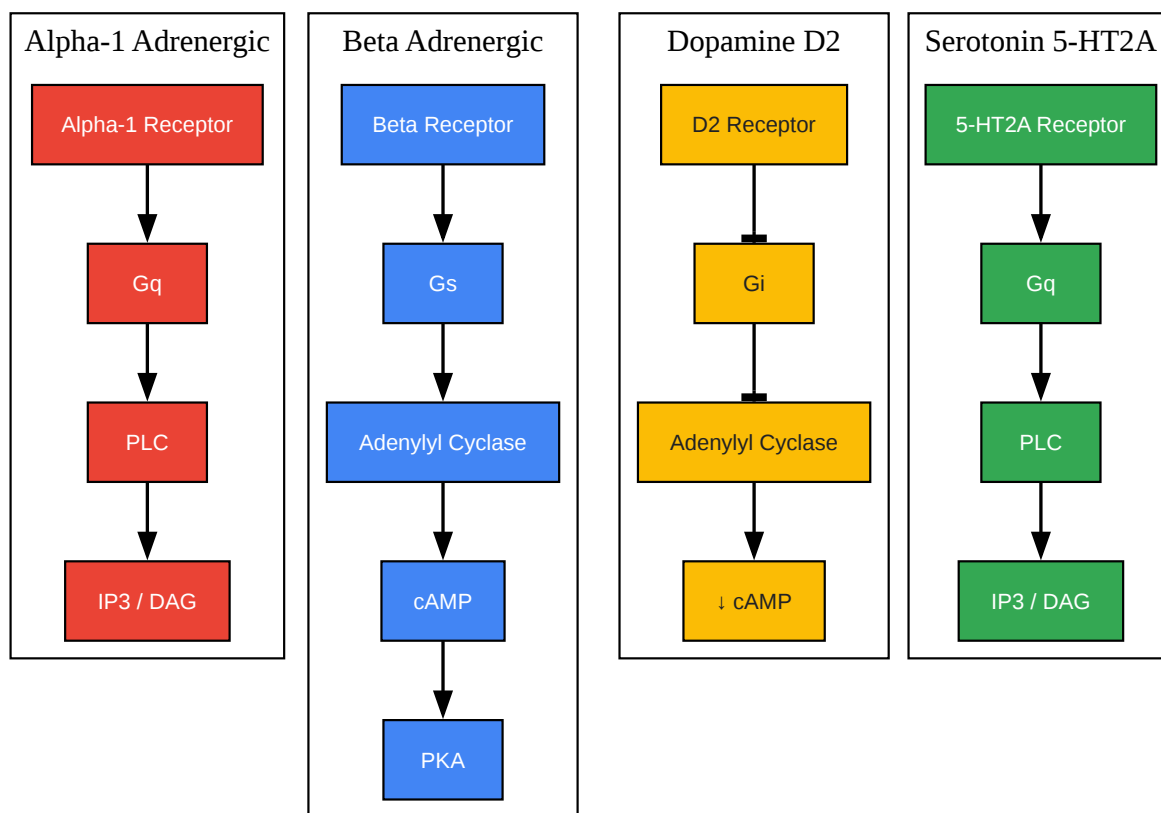 Alpha-1 Adrenergic
Alpha-1 Receptor
Gq
PLC
IP3 / DAG
Beta Adrenergic
Beta Receptor
Gs
Adenylyl Cyclase
cAMP
PKA
Dopamine D2
D2 Receptor
Gi
Adenylyl Cyclase
↓ cAMP
Serotonin 5-HT2A
5-HT2A Receptor
Gq
PLC
IP3 / DAG